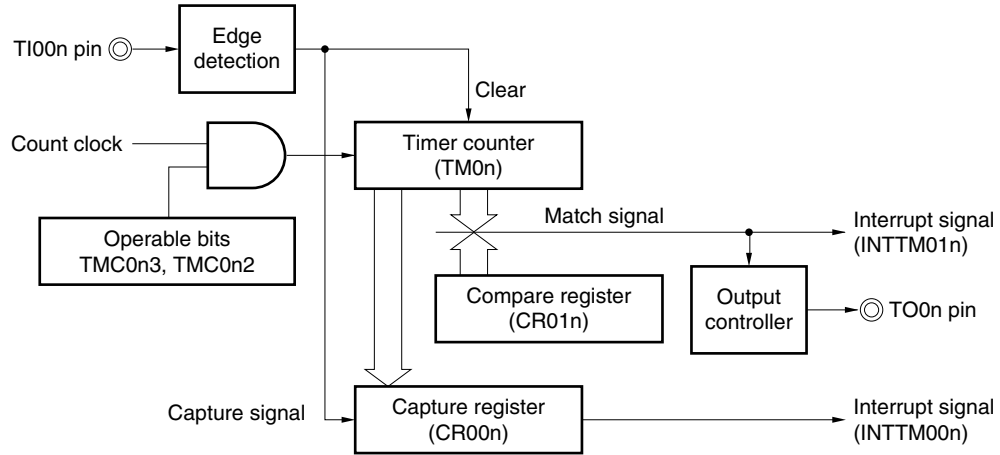 TI00n pin
Edge
detection
Clear
Count clock
Timer counter
(TM0n)
Operable bits
TMC0n3, TMC0n2
Match signal
Interrupt signal
(INTTM01n)
Compare register
(CR01n)
Output
controller
TO0n pin
Capture signal
Capture register
(CR00n)
Interrupt signal
(INTTM00n)